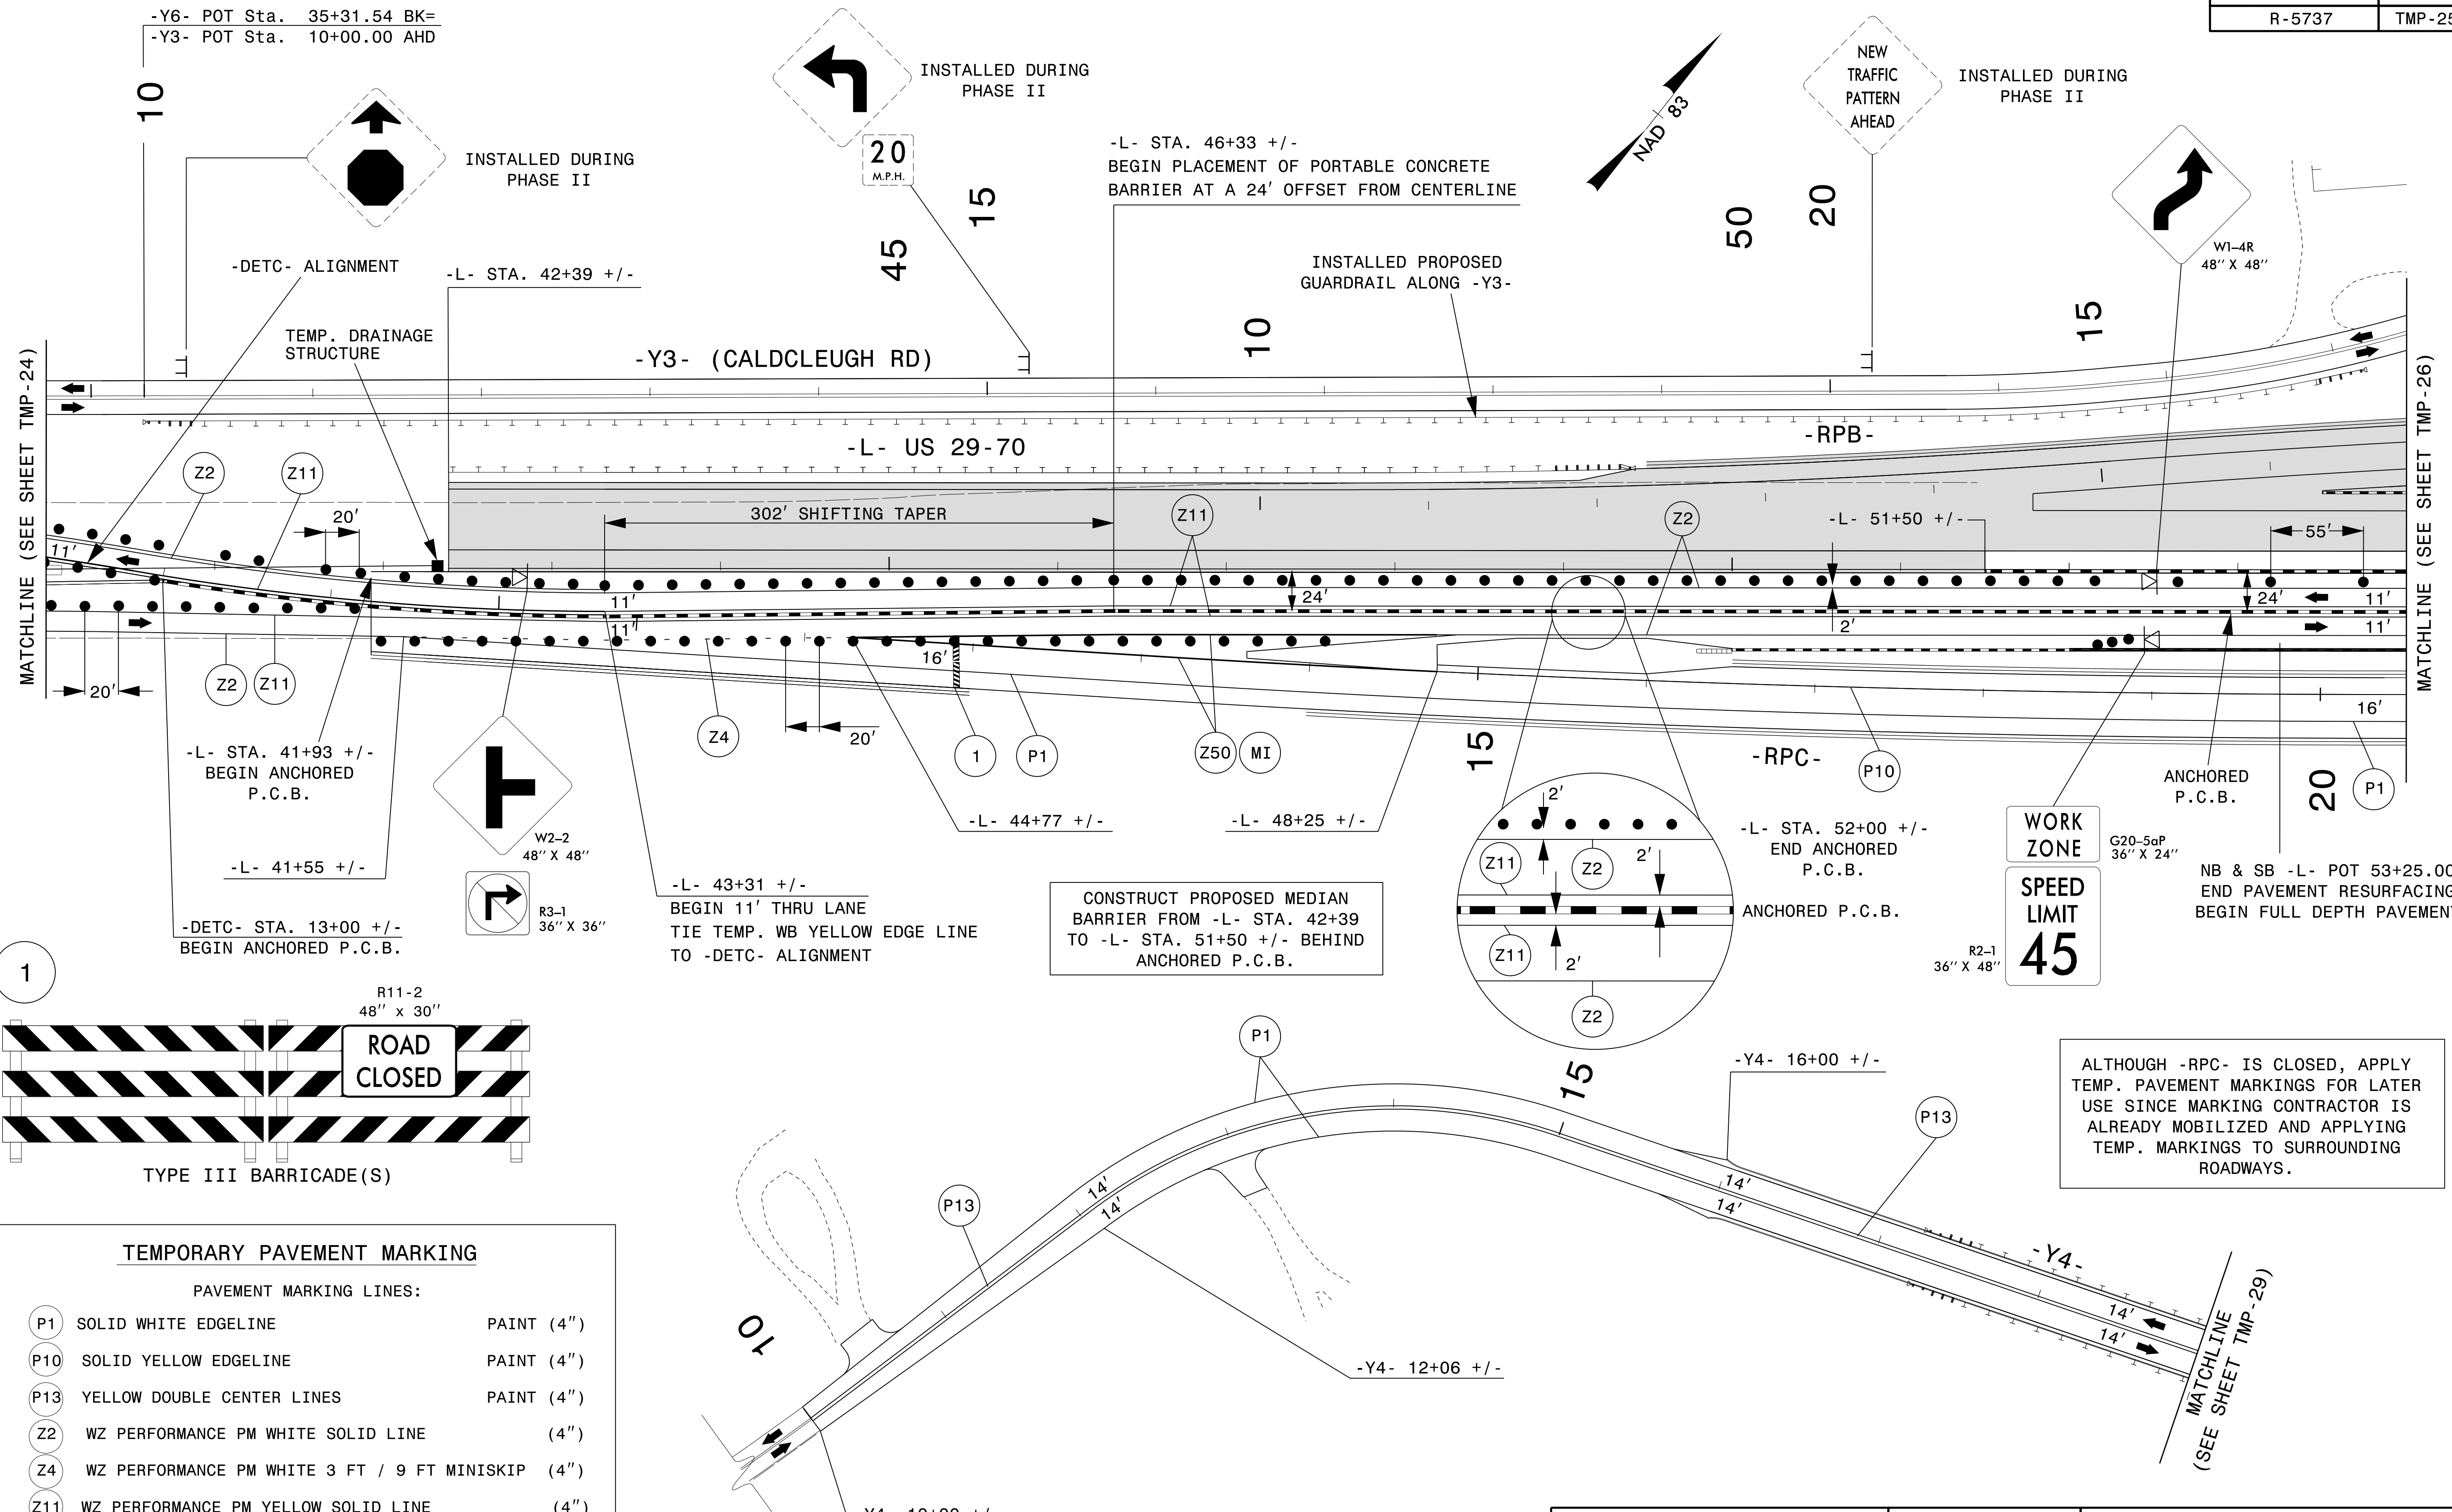 R-5737 TMP-25
-Y6- POT Sta. 35+31.54 BK=
-Y3- POT Sta. 10+00.00 AHD
10
INSTALLED DURING
PHASE II
INSTALLED DURING
PHASE II
20
M.P.H.
15
45
-L- STA. 46+33 +/-
BEGIN PLACEMENT OF PORTABLE CONCRETE
BARRIER AT A 24' OFFSET FROM CENTERLINE
NAD 83
NEW
TRAFFIC
PATTERN
AHEAD
INSTALLED DURING
PHASE II
50
20
W1-4R
48" X 48"
-DETC- ALIGNMENT
-L- STA. 42+39 +/-
INSTALLED PROPOSED
GUARDRAIL ALONG -Y3-
TEMP. DRAINAGE
STRUCTURE
-Y3- (CALDCLEUGH RD)
10
15
MATCHLINE (SEE SHEET TMP-24)
MATCHLINE (SEE SHEET TMP-26)
-L- US 29-70
-RPB-
Z2
Z11
20'
302' SHIFTING TAPER
Z11
Z2
-L- 51+50 +/-
55'
11'
11'
11'
24'
2'
24'
11'
11'
16'
16'
20'
Z2
Z11
Z4
20'
1
P1
Z50
MI
15
-RPC-
P10
ANCHORED
P.C.B.
20
P1
-L- STA. 41+93 +/-
BEGIN ANCHORED
P.C.B.
W2-2
48" X 48"
-L- 44+77 +/-
-L- 48+25 +/-
2'
Z11
Z2
2'
ANCHORED P.C.B.
Z11
2'
Z2
-L- STA. 52+00 +/-
END ANCHORED
P.C.B.
WORK
ZONE
G20-5aP
36" X 24"
SPEED
LIMIT
45
R2-1
36" X 48"
NB & SB -L- POT 53+25.00
END PAVEMENT RESURFACING
BEGIN FULL DEPTH PAVEMENT
-L- 41+55 +/-
R3-1
36" X 36"
-L- 43+31 +/-
BEGIN 11' THRU LANE
TIE TEMP. WB YELLOW EDGE LINE
TO -DETC- ALIGNMENT
CONSTRUCT PROPOSED MEDIAN
BARRIER FROM -L- STA. 42+39
TO -L- STA. 51+50 +/- BEHIND
ANCHORED P.C.B.
-DETC- STA. 13+00 +/-
BEGIN ANCHORED P.C.B.
1
R11-2
48" x 30"
ROAD
CLOSED
TYPE III BARRICADE(S)
P1
15
-Y4- 16+00 +/-
P13
ALTHOUGH -RPC- IS CLOSED, APPLY
TEMP. PAVEMENT MARKINGS FOR LATER
USE SINCE MARKING CONTRACTOR IS
ALREADY MOBILIZED AND APPLYING
TEMP. MARKINGS TO SURROUNDING
ROADWAYS.
P13
14'
14'
14'
14'
-Y4-
14'
14'
MATCHLINE
(SEE SHEET TMP-29)
10
-Y4- 12+06 +/-
TEMPORARY PAVEMENT MARKING
PAVEMENT MARKING LINES:
P1 SOLID WHITE EDGELINE PAINT (4")
P10 SOLID YELLOW EDGELINE PAINT (4")
P13 YELLOW DOUBLE CENTER LINES PAINT (4")
Z2 WZ PERFORMANCE PM WHITE SOLID LINE (4")
Z4 WZ PERFORMANCE PM WHITE 3 FT / 9 FT MINISKIP (4")
Z11 WZ PERFORMANCE PM YELLOW SOLID LINE (4")